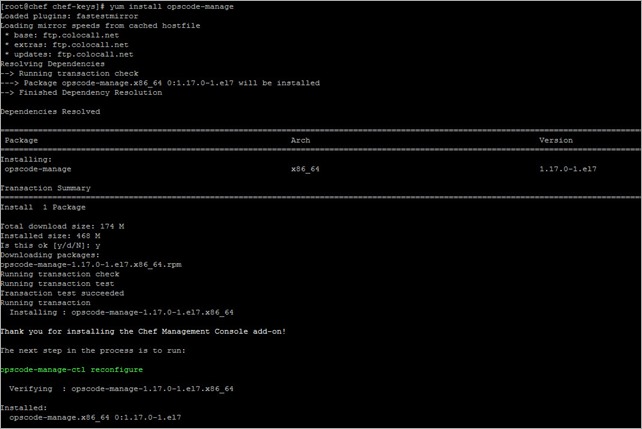 [root@chef chef-keys]# yum install opscode-manage
Loaded plugins: fastestmirror
Loading mirror speeds from cached hostfile
 * base: ftp.colocall.net
 * extras: ftp.colocall.net
 * updates: ftp.colocall.net
Resolving Dependencies
--> Running transaction check
---> Package opscode-manage.x86_64 0:1.17.0-1.el7 will be installed
--> Finished Dependency Resolution
Dependencies Resolved
Package Arch Version
Installing:
 opscode-manage x86_64 1.17.0-1.el7
Transaction Summary
Install  1 Package
Total download size: 174 M
Installed size: 468 M
Is this ok [y/d/N]: y
Downloading packages:
opscode-manage-1.17.0-1.el7.x86_64.rpm
Running transaction check
Running transaction test
Transaction test succeeded
Running transaction
  Installing : opscode-manage-1.17.0-1.el7.x86_64
Thank you for installing the Chef Management Console add-on!
The next step in the process is to run:
opscode-manage-ctl reconfigure
  Verifying  : opscode-manage-1.17.0-1.el7.x86_64
Installed:
  opscode-manage.x86_64 0:1.17.0-1.el7